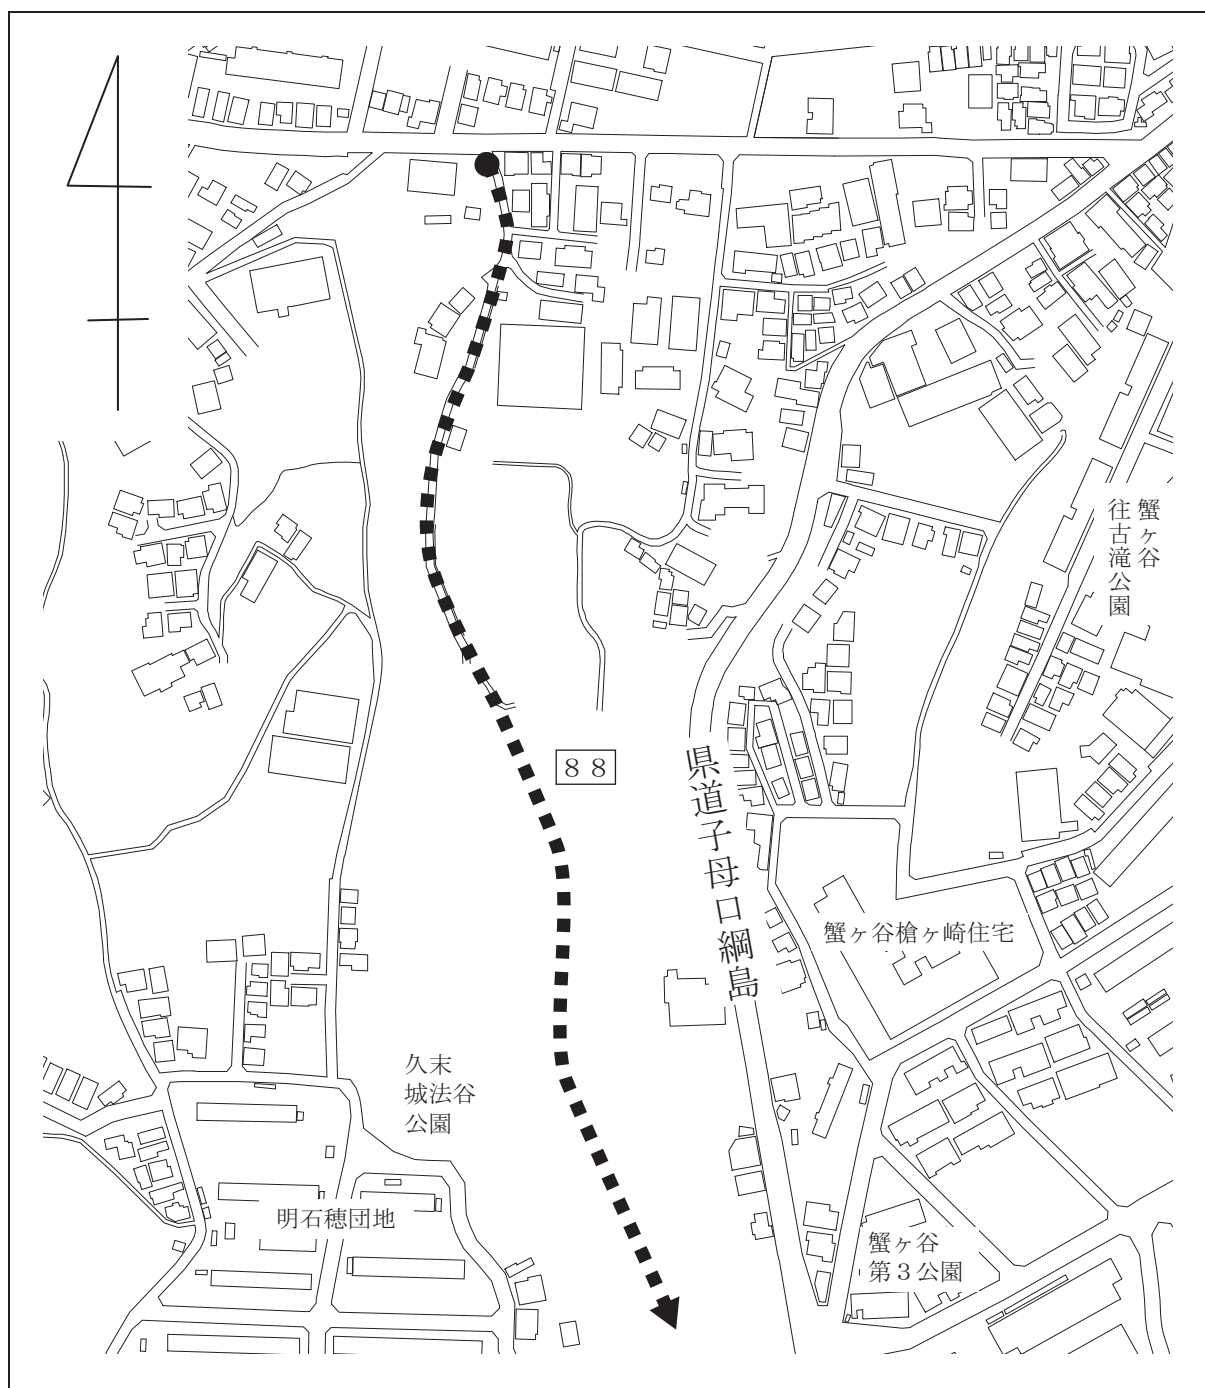 蟹ヶ谷
往古滝公園
８８
県道子母口綱島
蟹ヶ谷槍ヶ崎住宅
久末
城法谷
公園
明石穂団地
蟹ヶ谷
第３公園